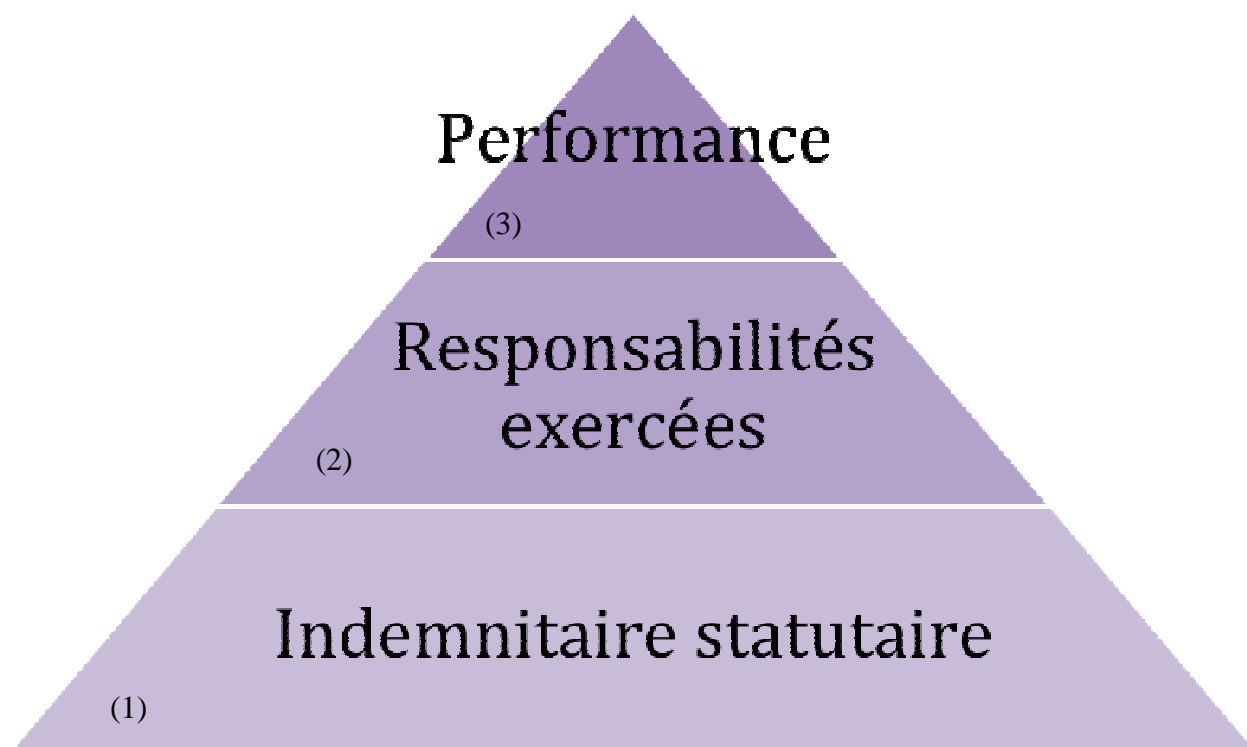 Performance
(3)
Responsabilités
exercées
(2)
Indemnitaire statutaire
(1)